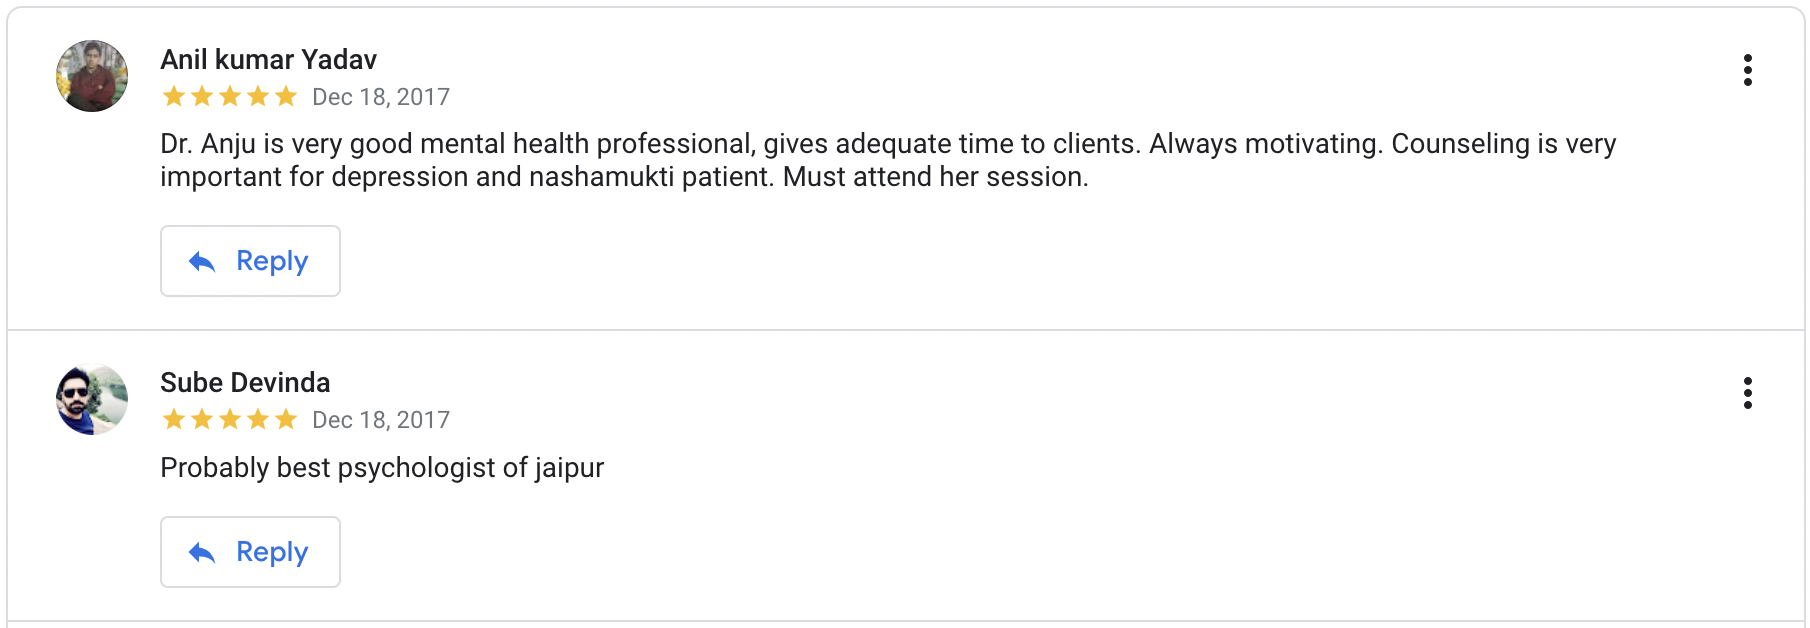 Anil kumar Yadav
Dec 18, 2017
Dr. Anju is very good mental health professional, gives adequate time to clients. Always motivating. Counseling is very
important for depression and nashamukti patient. Must attend her session.
Reply
Sube Devinda
Dec 18, 2017
Probably best psychologist of jaipur
Reply